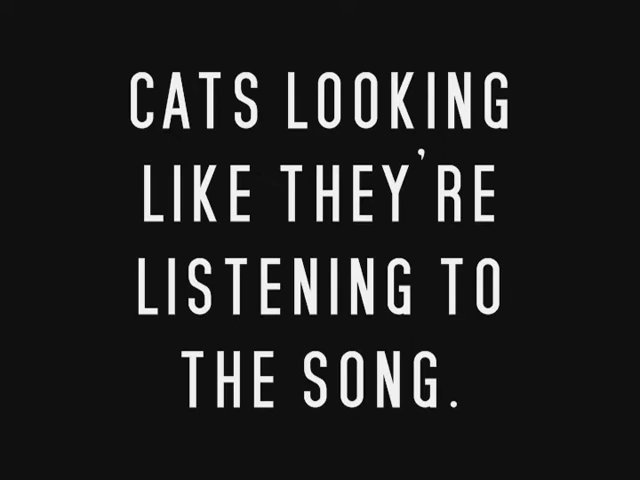 CATS LOOKING
LIKE THEY'RE
LISTENING TO
THE SONG.